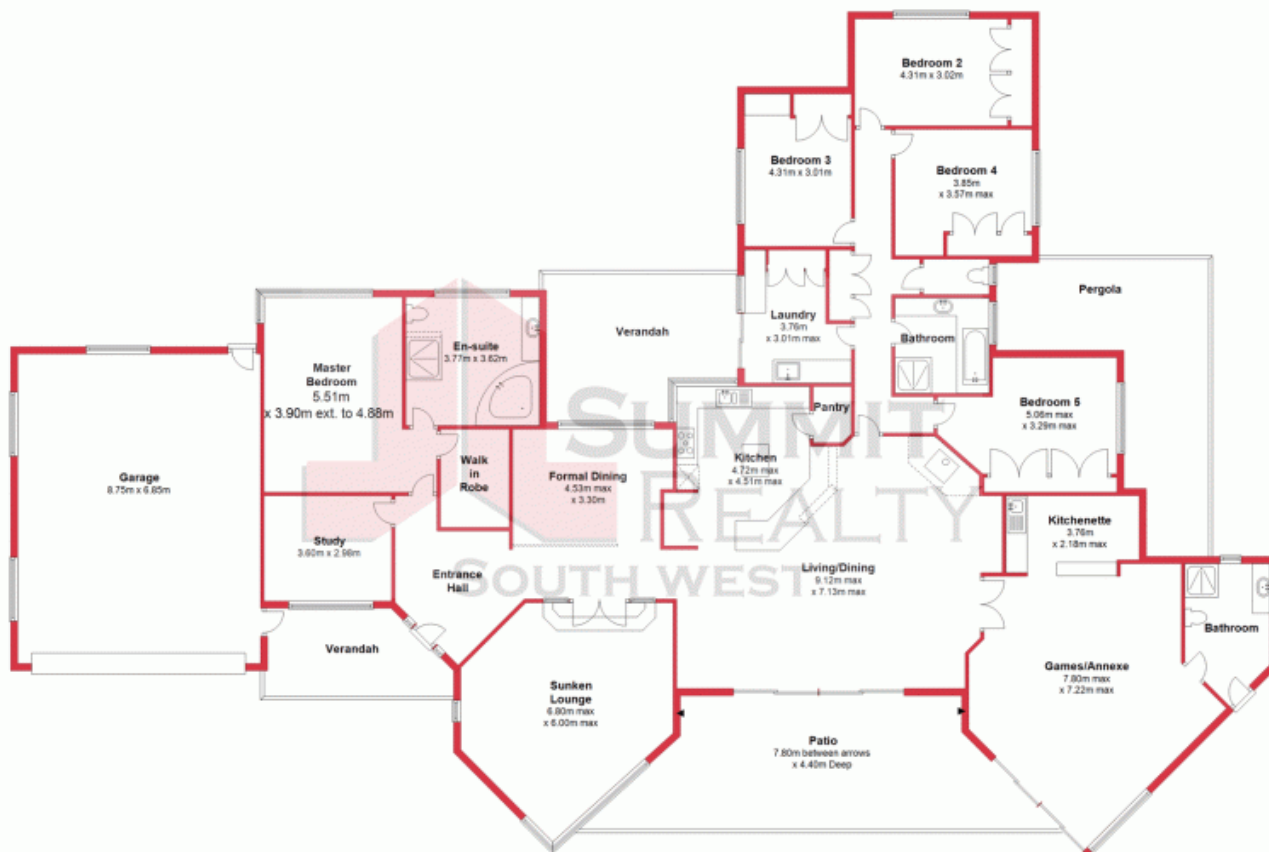 Bedroom 2
4.31m x 3.02m
Bedroom 3
4.31m x 3.01m
Bedroom 4
3.85m
x 3.57m max
Pergola
Verandah
Laundry
3.76m
x 3.01m max
Bathroom
En-suite
3.77m x 3.62m
Master
Bedroom
5.51m
x 3.90m ext. to 4.88m
Pantry
Bedroom 5
5.06m max
x 3.29m max
SUMMIT
REALTY
SOUTH WEST
Garage
8.75m x 6.85m
Walk
in
Robe
Formal Dining
4.53m max
x 3.30m
Kitchen
4.72m max
x 4.51m max
Study
3.60m x 2.98m
Kitchenette
3.76m
x 2.18m max
Entrance
Hall
Living/Dining
9.12m max
x 7.13m max
Verandah
Bathroom
Games/Annexe
7.80m max
x 7.22m max
Sunken
Lounge
6.80m max
x 6.00m max
Patio
7.80m between arrows
x 4.40m Deep